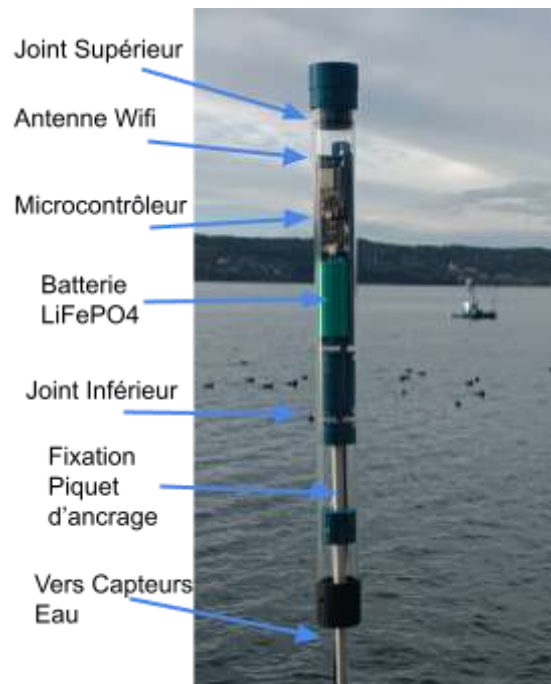 Joint Supérieur
Antenne Wifi
Microcontrôleur
Batterie
LiFePO4
Joint Inférieur
Fixation
Piquet
d'ancrage
Vers Capteurs
Eau